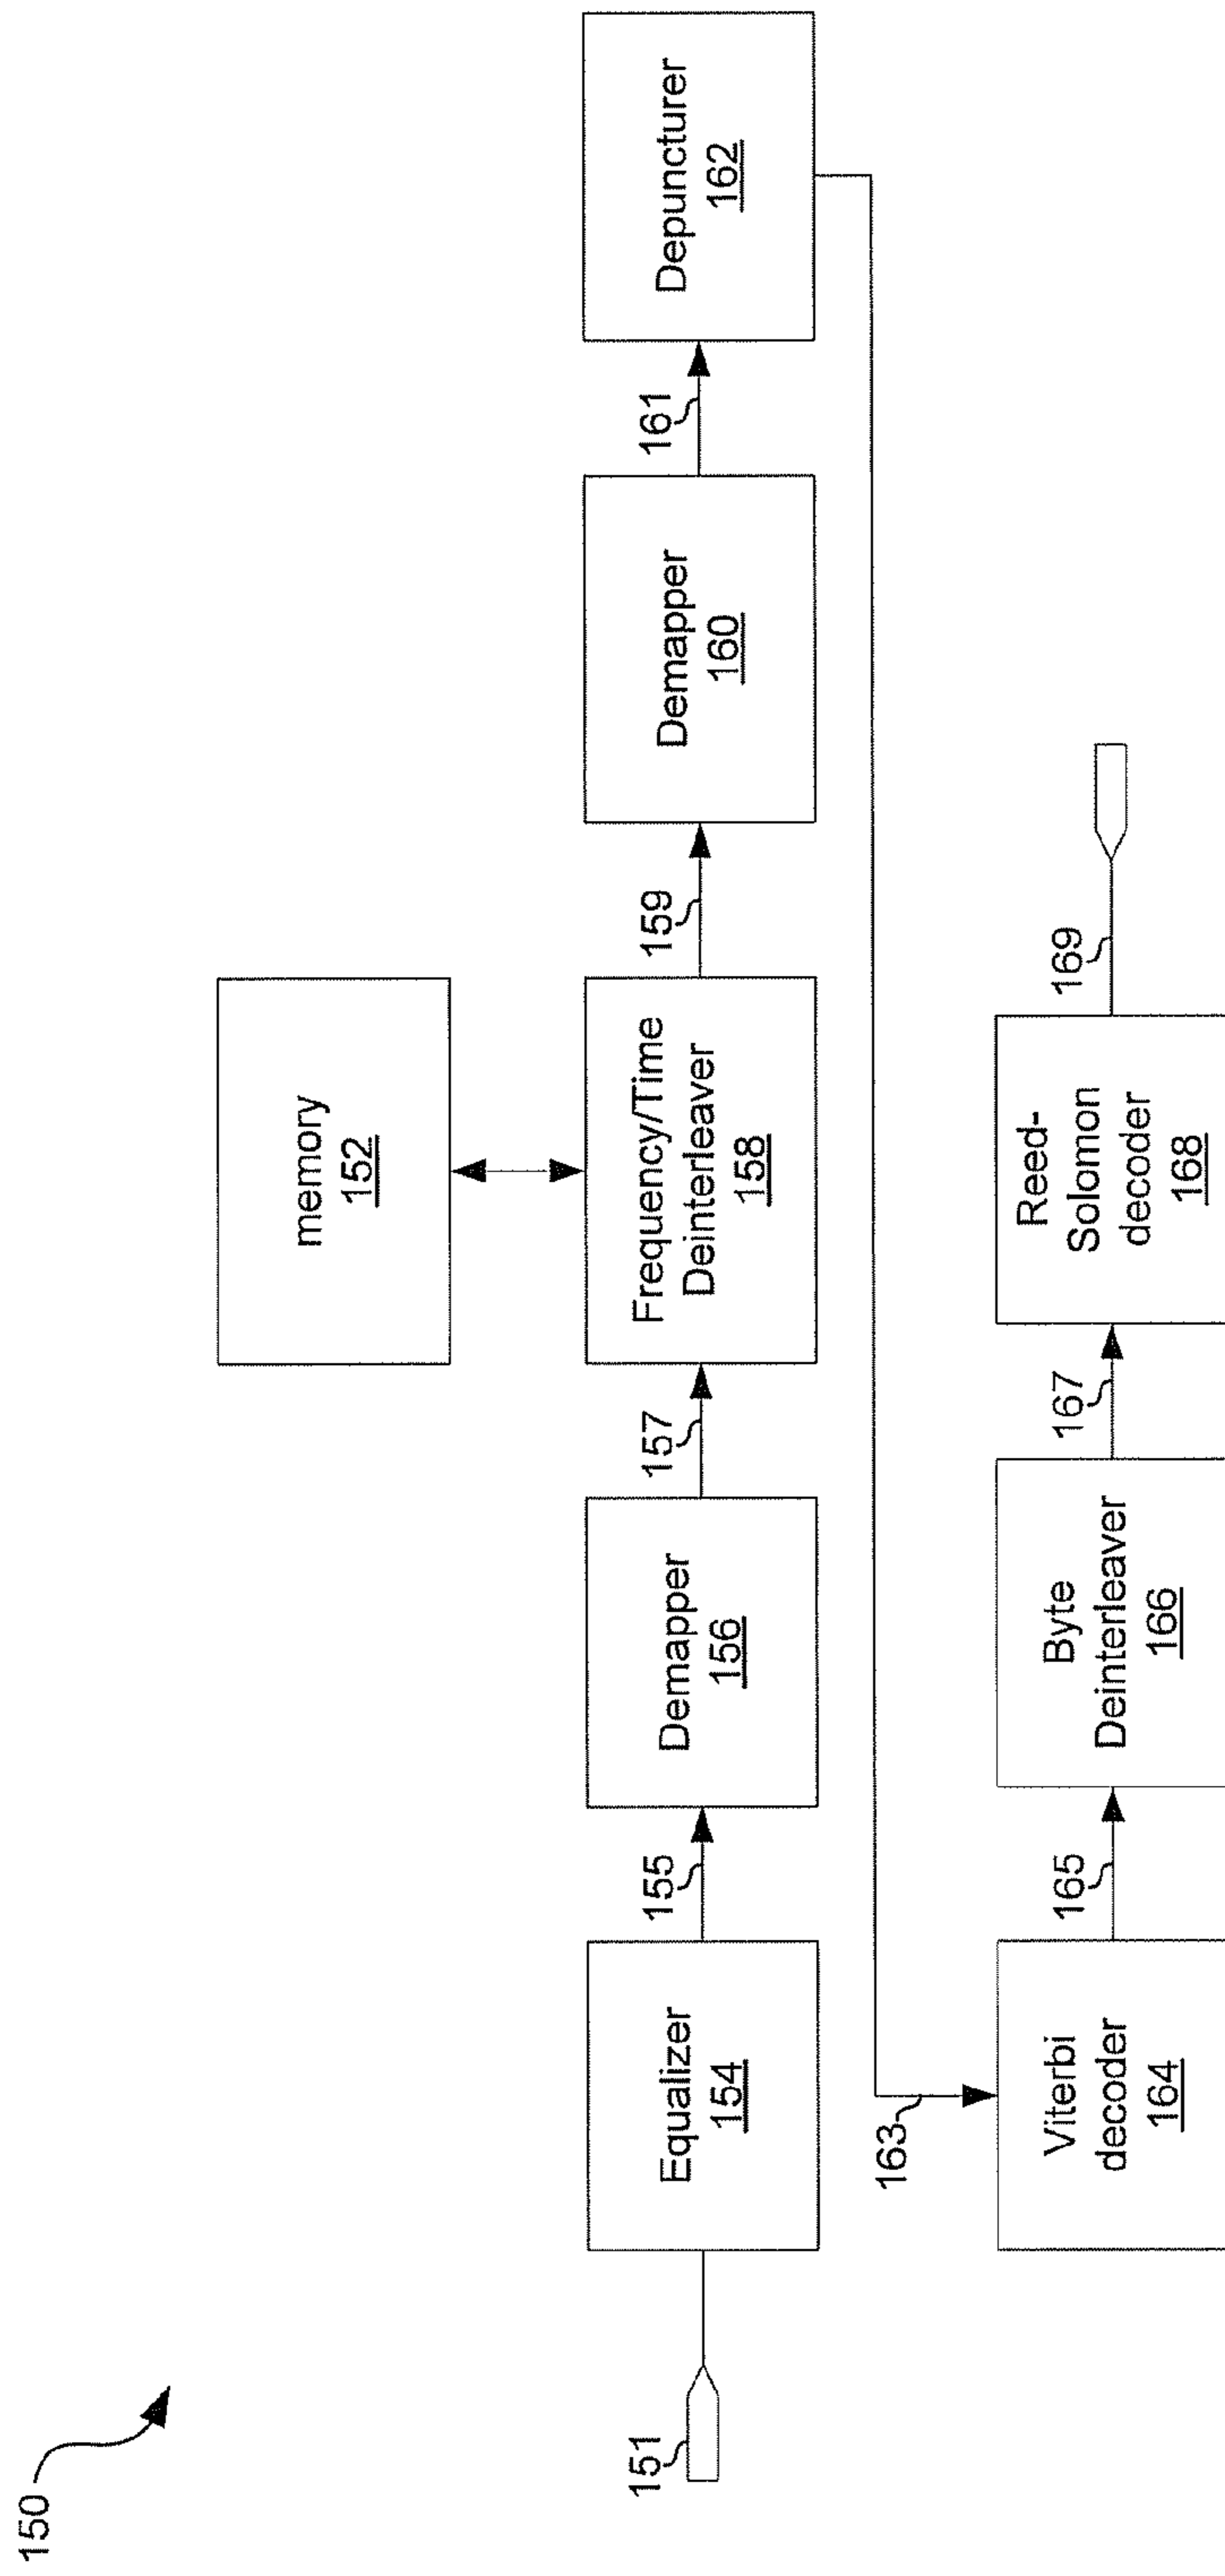 150
memory
152
151
Equalizer
154
155
Demapper
156
157
Frequency/Time
Deinterleaver
158
159
Demapper
160
161
Depuncturer
162
163
Viterbi
decoder
164
165
Byte
Deinterleaver
166
167
Reed-
Solomon
decoder
168
169